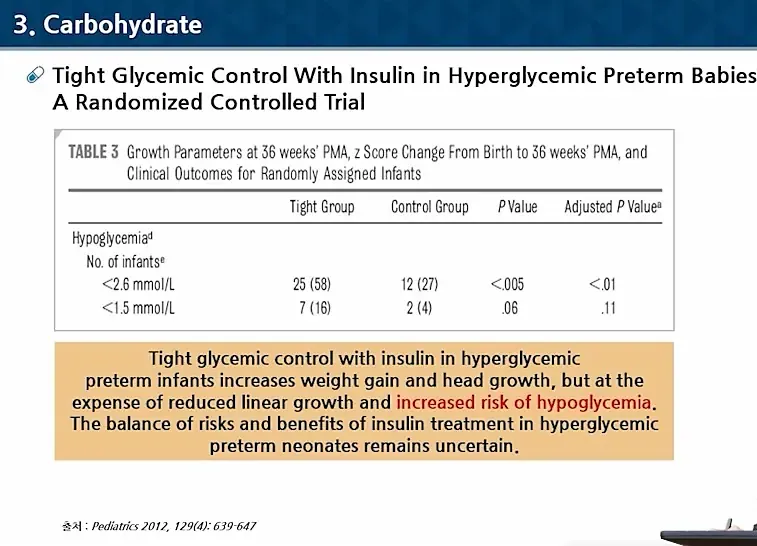 3. Carbohydrate
Tight Glycemic Control With Insulin in Hyperglycemic Preterm Babies
A Randomized Controlled Trial
TABLE 3 Growth Parameters at 36 weeks' PMA, z Score Change From Birth to 36 weeks' PMA, and
Clinical Outcomes for Randomly Assigned Infants
Tight Group Control Group P Value Adjusted P Valueᵃ
Hypoglycemiaᵈ
No. of infantsᵉ
<2.6 mmol/L 25 (58) 12 (27) <.005 <.01
<1.5 mmol/L 7 (16) 2 (4) .06 .11
Tight glycemic control with insulin in hyperglycemic
preterm infants increases weight gain and head growth, but at the
expense of reduced linear growth and increased risk of hypoglycemia.
The balance of risks and benefits of insulin treatment in hyperglycemic
preterm neonates remains uncertain.
출처 : Pediatrics 2012, 129(4): 639-647